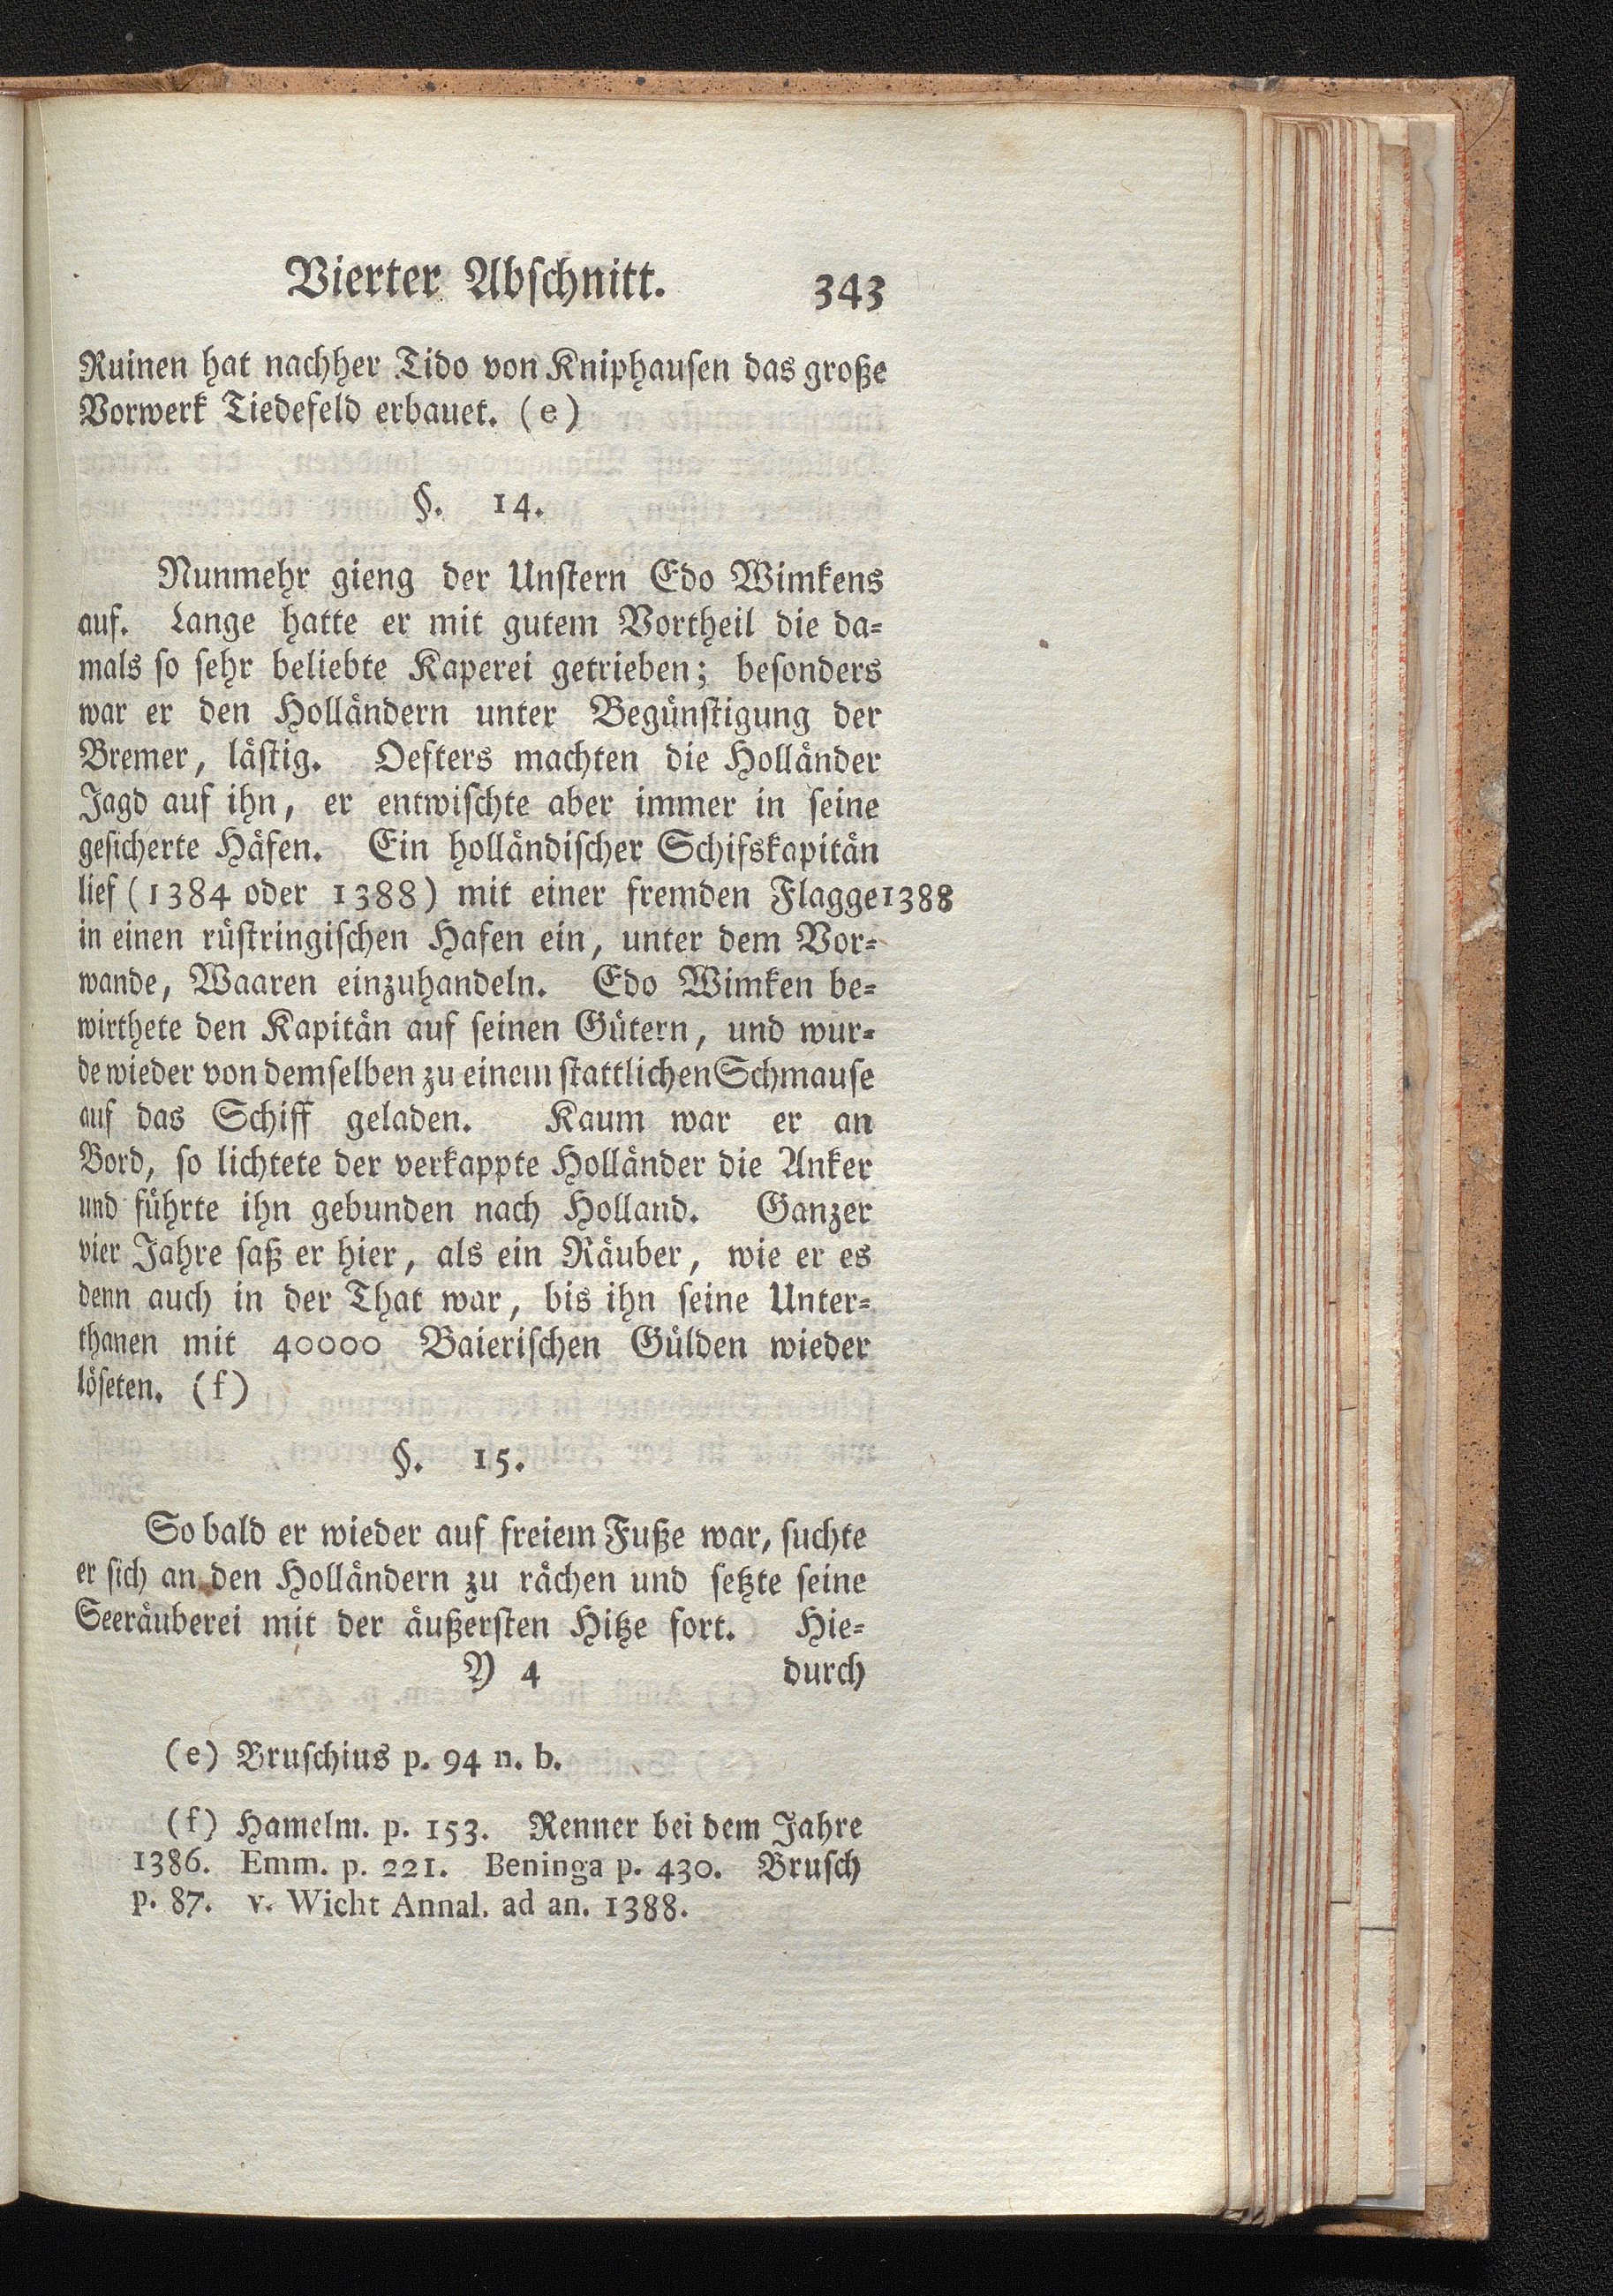 Vierter Abschnitt. 343
Ruinen hat nachher Tido von Kniphausen das große
Vorwerk Tiedefeld erbauet. (e)
§. 14.
Nunmehr gieng der Unstern Edo Wimkens
auf. Lange hatte er mit gutem Vortheil die da-
mals so sehr beliebte Kaperei getrieben; besonders
war er den Holländern unter Begünstigung der
Bremer, lästig. Oefters machten die Holländer
Jagd auf ihn, er entwischte aber immer in seine
gesicherte Häfen. Ein holländischer Schifskapitän
lief (1384 oder 1388) mit einer fremden Flagge 1388
in einen rüstringischen Hafen ein, unter dem Vor-
wande, Waaren einzuhandeln. Edo Wimken be-
wirthete den Kapitän auf seinen Gütern, und wur-
de wieder von demselben zu einem stattlichen Schmause
auf das Schiff geladen. Kaum war er an
Bord, so lichtete der verkappte Holländer die Anker
und führte ihn gebunden nach Holland. Ganzer
vier Jahre saß er hier, als ein Räuber, wie er es
denn auch in der That war, bis ihn seine Unter-
thanen mit 40000 Baierischen Gülden wieder
löseten. (f)
§. 15.
So bald er wieder auf freiem Fuße war, suchte
er sich an den Holländern zu rächen und setzte seine
Seeräuberei mit der äußersten Hitze fort. Hie-
Y 4 durch
(e) Bruschius p. 94 n. b.
(f) Hamelm. p. 153. Renner bei dem Jahre
1386. Emm. p. 221. Beninga p. 430. Brusch
p. 87. v. Wicht Annal. ad an. 1388.